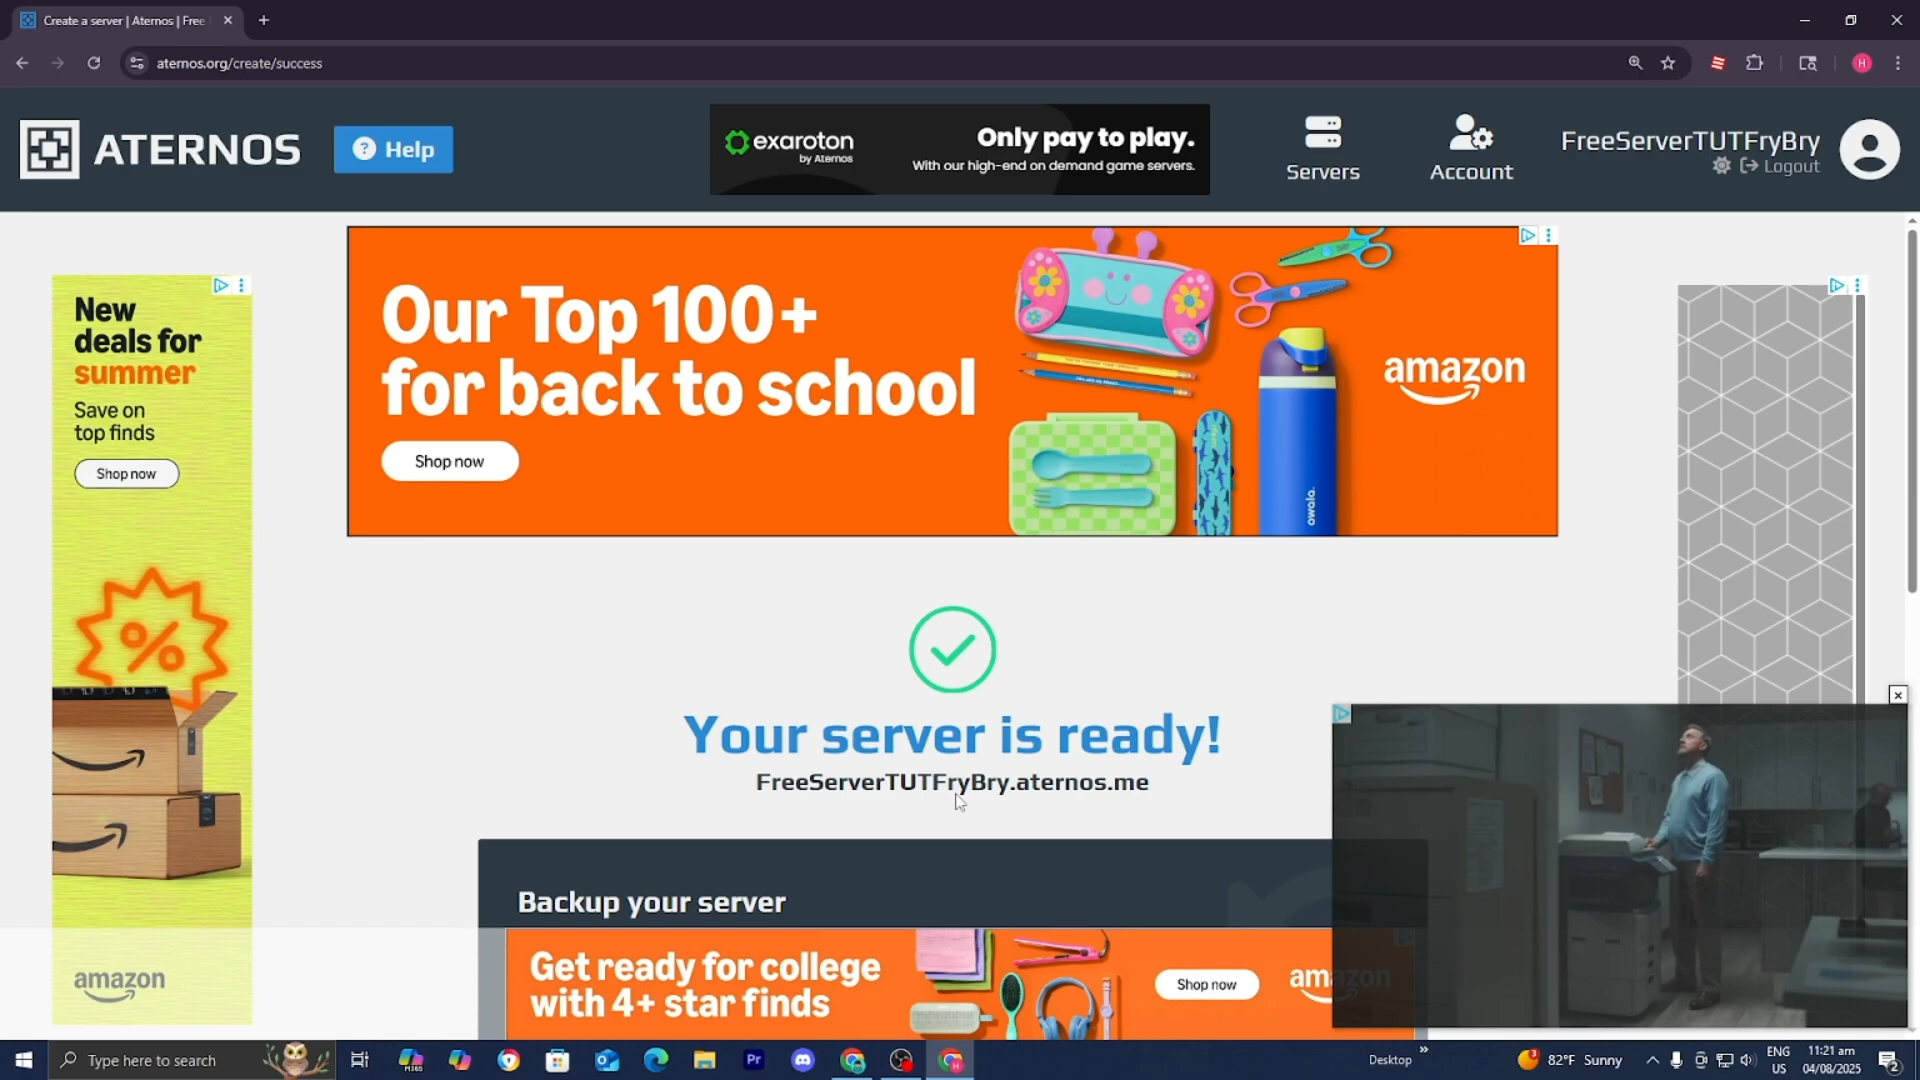 Create a server | Aternos | Free
aternos.org/create/success
ATERNOS
Help
exaroton
by Aternos
Only pay to play.
With our high-end on demand game servers.
Servers
Account
FreeServerTUTFryBry
Logout
New
deals for
summer
Save on
top finds
Shop now
%
amazon
Our Top 100+
for back to school
Shop now
owala.
amazon
Your server is ready!
FreeServerTUTFryBry.aternos.me
Backup your server
Get ready for college
with 4+ star finds
Shop now
amazon
Type here to search
Desktop
82°F Sunny
ENG
US
11:21 am
04/08/2025